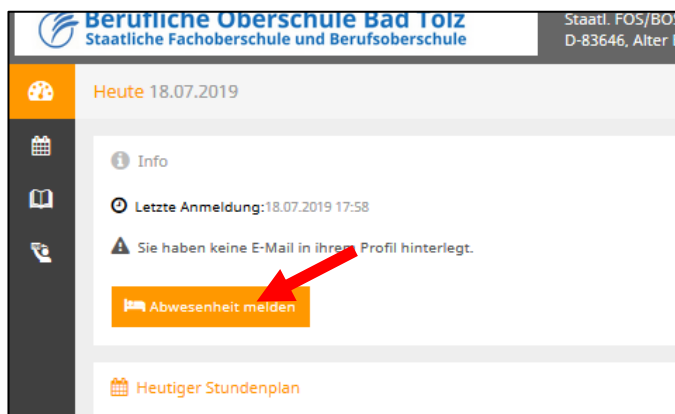 Berufliche Oberschule Bad Tölz
Staatliche Fachoberschule und Berufsoberschule
Staatl. FOS/BOS
D-83646, Alter
Heute 18.07.2019
Info
Letzte Anmeldung:18.07.2019 17:58
Sie haben keine E-Mail in ihrem Profil hinterlegt.
Abwesenheit melden
Heutiger Stundenplan